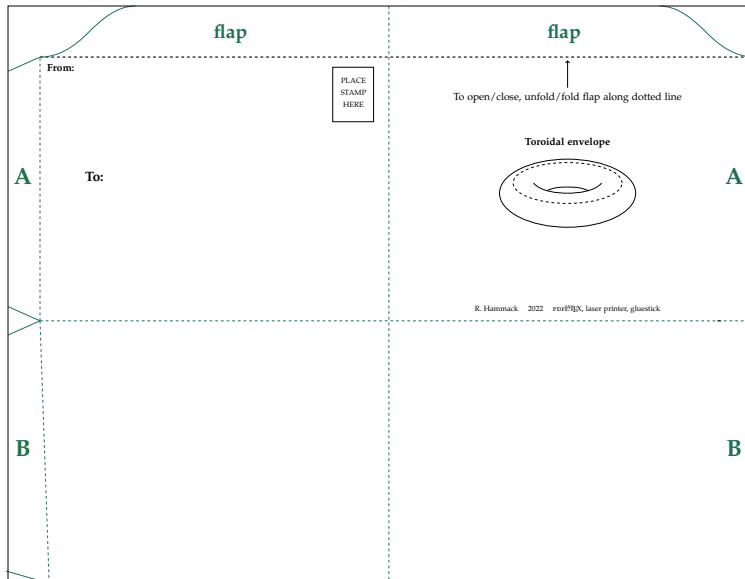 flap flap
From:
PLACE
STAMP
HERE
To open/close, unfold/fold flap along dotted line
Toroidal envelope
A To: A
R. Hammack 2022 PDFLATEX, laser printer, gluestick
B B